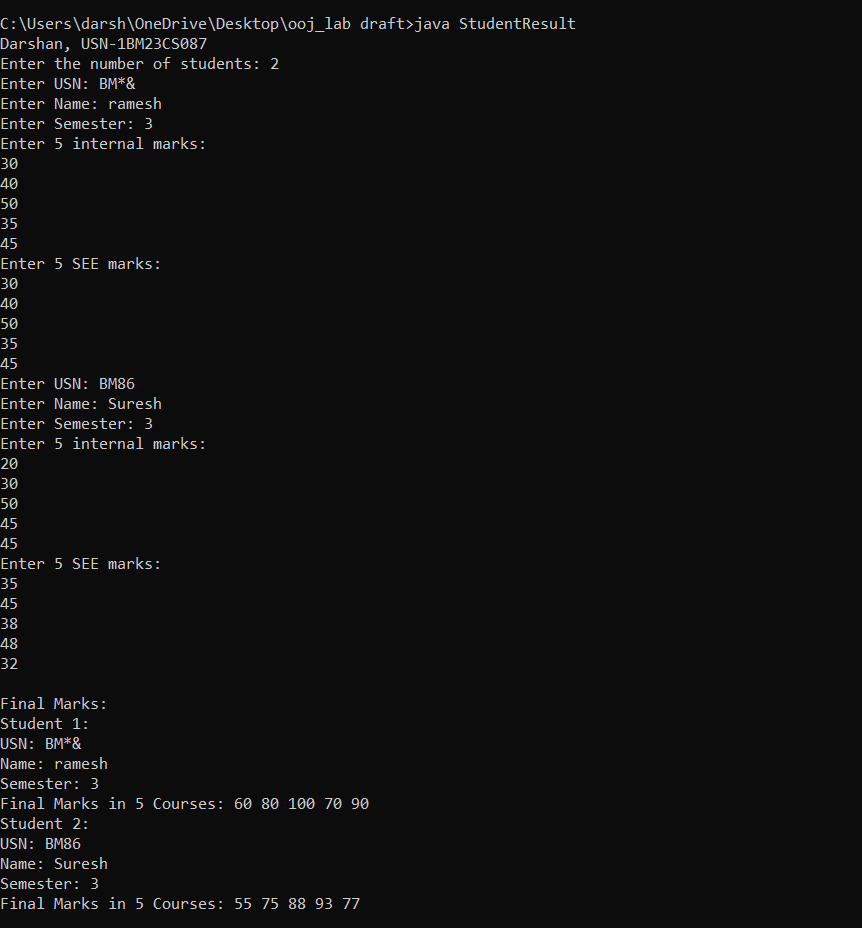 C:\Users\darsh\OneDrive\Desktop\ooj_lab draft>java StudentResult
Darshan, USN-1BM23CS087
Enter the number of students: 2
Enter USN: BM*&
Enter Name: ramesh
Enter Semester: 3
Enter 5 internal marks:
30
40
50
35
45
Enter 5 SEE marks:
30
40
50
35
45
Enter USN: BM86
Enter Name: Suresh
Enter Semester: 3
Enter 5 internal marks:
20
30
50
45
45
Enter 5 SEE marks:
35
45
38
48
32
Final Marks:
Student 1:
USN: BM*&
Name: ramesh
Semester: 3
Final Marks in 5 Courses: 60 80 100 70 90
Student 2:
USN: BM86
Name: Suresh
Semester: 3
Final Marks in 5 Courses: 55 75 88 93 77